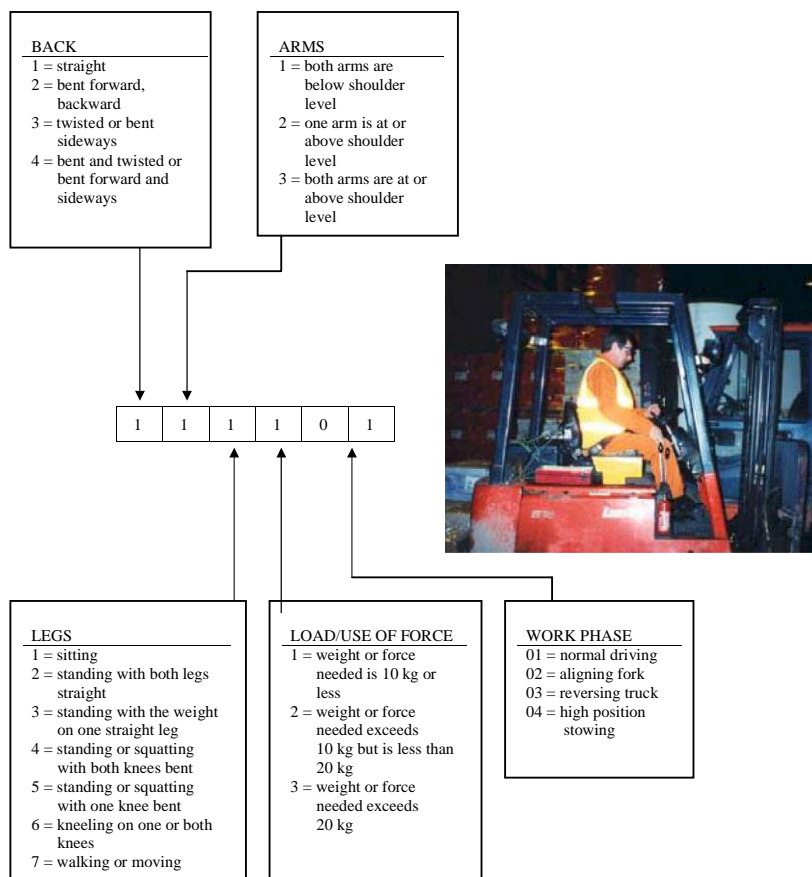 BACK
1 = straight
2 = bent forward,
backward
3 = twisted or bent
sideways
4 = bent and twisted or
bent forward and
sideways
ARMS
1 = both arms are
below shoulder
level
2 = one arm is at or
above shoulder
level
3 = both arms are at or
above shoulder
level
1 1 1 1 0 1
LEGS
1 = sitting
2 = standing with both legs
straight
3 = standing with the weight
on one straight leg
4 = standing or squatting
with both knees bent
5 = standing or squatting
with one knee bent
6 = kneeling on one or both
knees
7 = walking or moving
LOAD/USE OF FORCE
1 = weight or force
needed is 10 kg or
less
2 = weight or force
needed exceeds
10 kg but is less than
20 kg
3 = weight or force
needed exceeds
20 kg
WORK PHASE
01 = normal driving
02 = aligning fork
03 = reversing truck
04 = high position
stowing